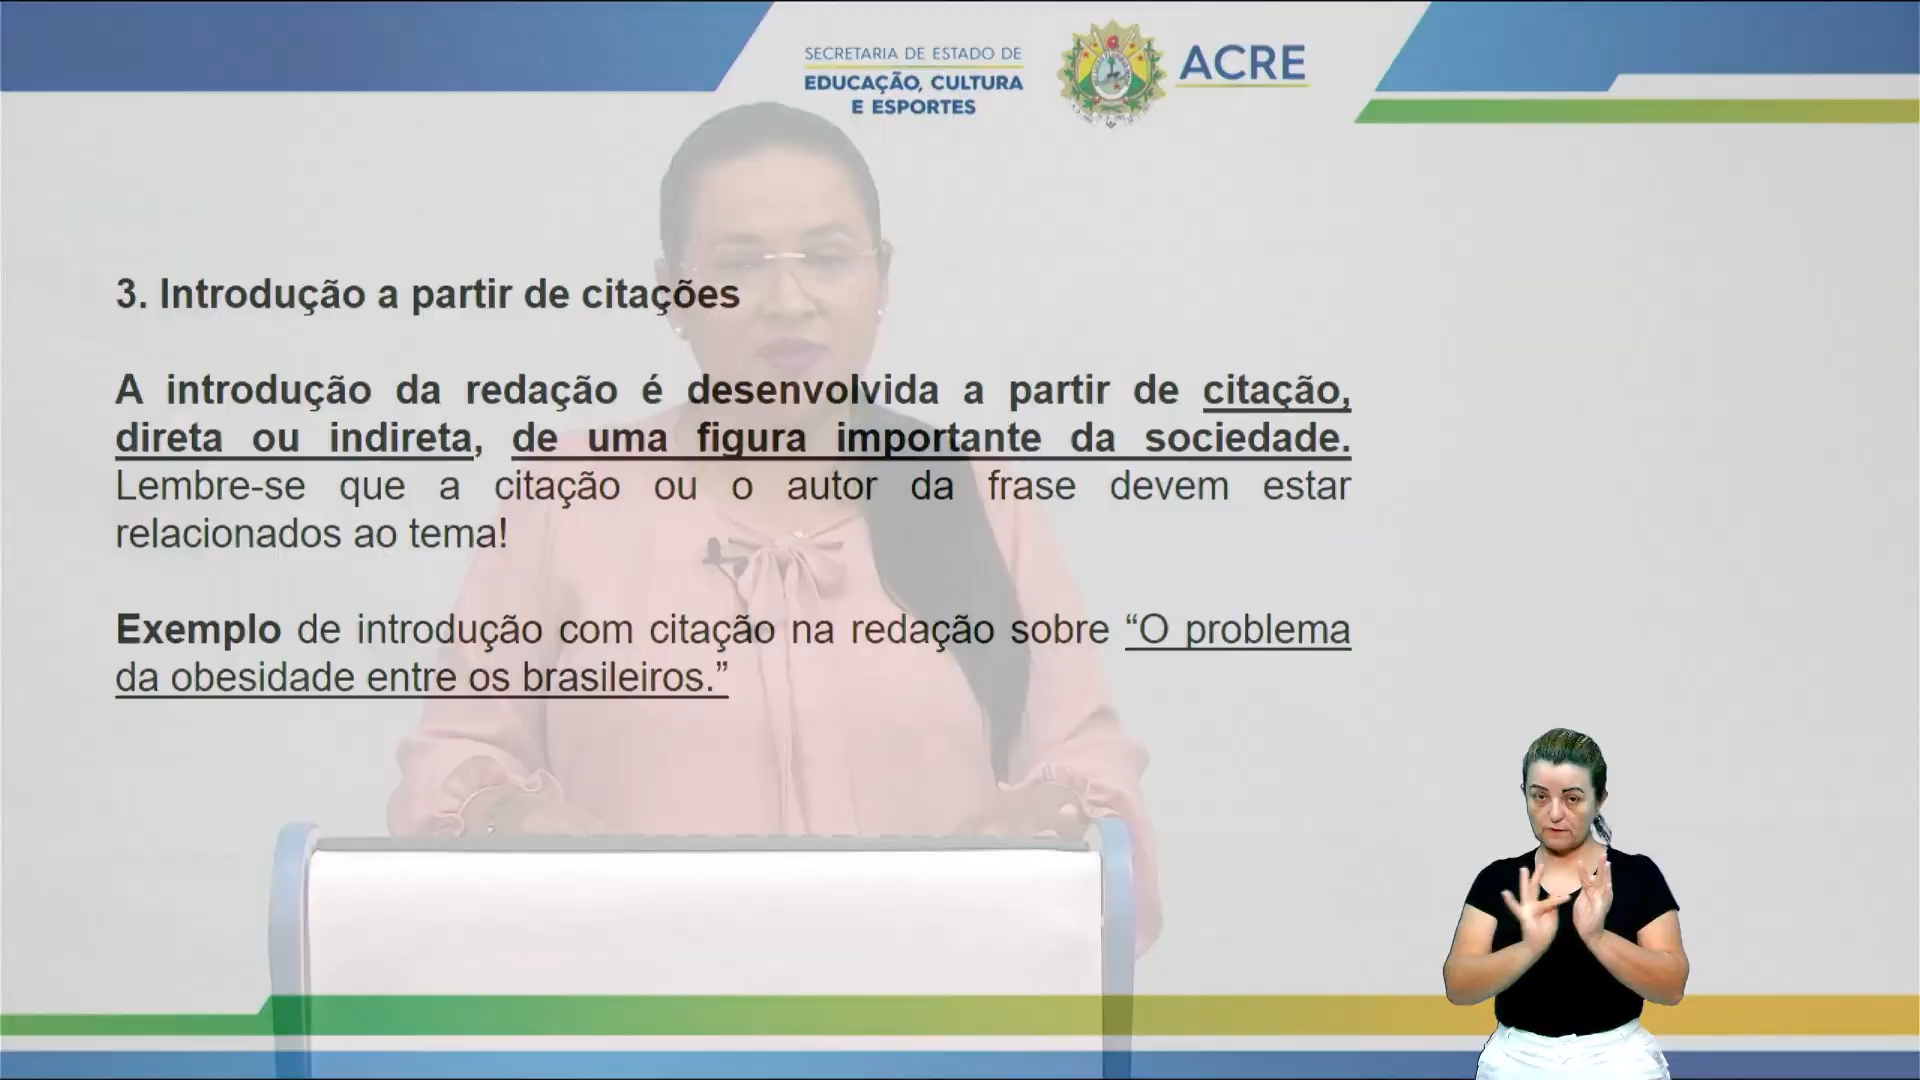 SECRETARIA DE ESTADO DE
EDUCAÇÃO, CULTURA
E ESPORTES
ACRE
3. Introdução a partir de citações
A introdução da redação é desenvolvida a partir de citação,
direta ou indireta, de uma figura importante da sociedade.
Lembre-se que a citação ou o autor da frase devem estar
relacionados ao tema!
Exemplo de introdução com citação na redação sobre “O problema
da obesidade entre os brasileiros.”